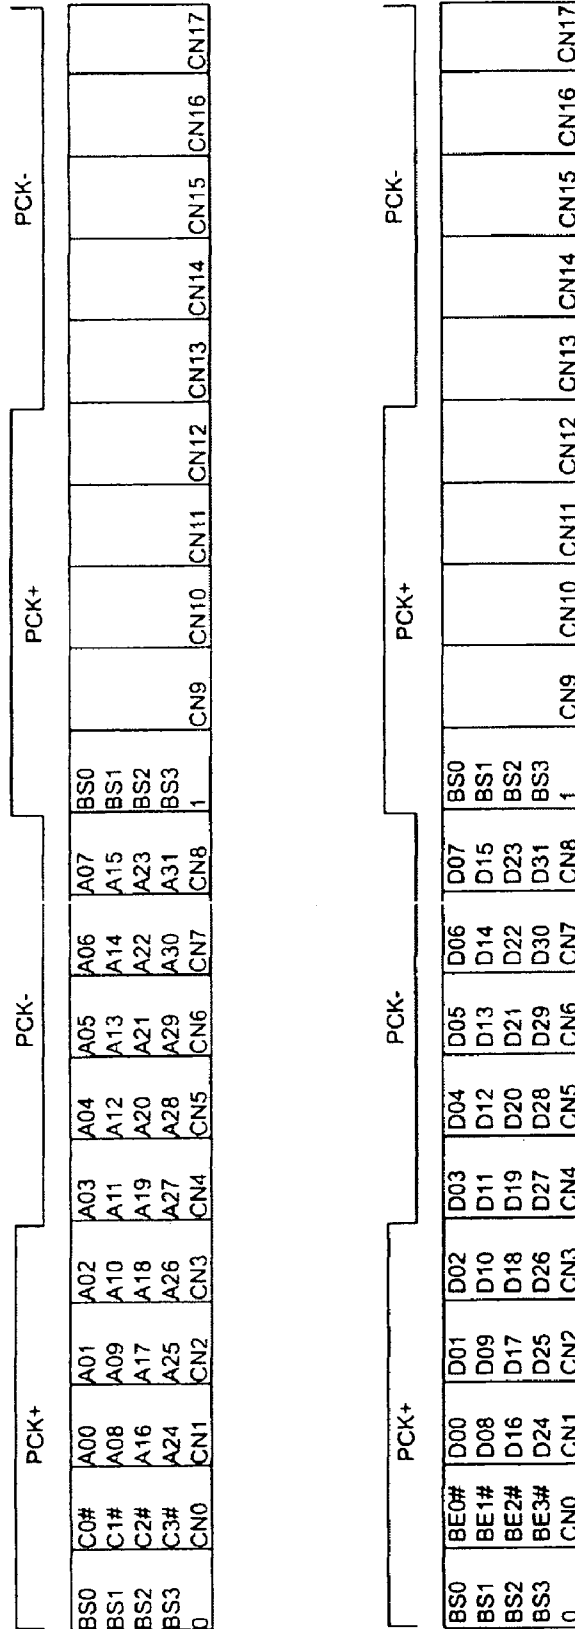 PCK+ PCK- PCK+ PCK-
BS0 C0# A00 A01 A02 A03 A04 A05 A06 A07 BS0
BS1 C1# A08 A09 A10 A11 A12 A13 A14 A15 BS1
BS2 C2# A16 A17 A18 A19 A20 A21 A22 A23 BS2
BS3 C3# A24 A25 A26 A27 A28 A29 A30 A31 BS3
0 CN0 CN1 CN2 CN3 CN4 CN5 CN6 CN7 CN8 1 CN9 CN10 CN11 CN12 CN13 CN14 CN15 CN16 CN17
PCK+ PCK- PCK+ PCK-
BS0 BE0# D00 D01 D02 D03 D04 D05 D06 D07 BS0
BS1 BE1# D08 D09 D10 D11 D12 D13 D14 D15 BS1
BS2 BE2# D16 D17 D18 D19 D20 D21 D22 D23 BS2
BS3 BE3# D24 D25 D26 D27 D28 D29 D30 D31 BS3
0 CN0 CN1 CN2 CN3 CN4 CN5 CN6 CN7 CN8 1 CN9 CN10 CN11 CN12 CN13 CN14 CN15 CN16 CN17